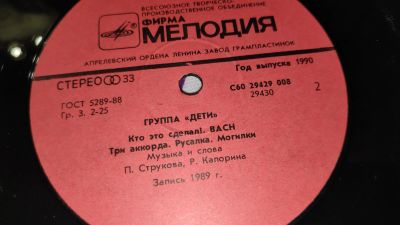 ВСЕСОЮЗНОЕ ТВОРЧЕСКО-
ПРОИЗВОДСТВЕННОЕ ОБЪЕДИНЕНИЕ
ФИРМА
МЕЛОДИЯ
АПРЕЛЕВСКИЙ ОРДЕНА ЛЕНИНА ЗАВОД ГРАМПЛАСТИНОК
СТЕРЕО 33
Год выпуска 1990
ГОСТ 5289-88
Гр. 3. 2-25
С60 29429 008
29430
2
ГРУППА «ДЕТИ»
Кто это сделал!. BACH
Три аккорда. Русалка. Могилки
Музыка и слова
П. Струкова, Р. Капорина
Запись 1989 г.